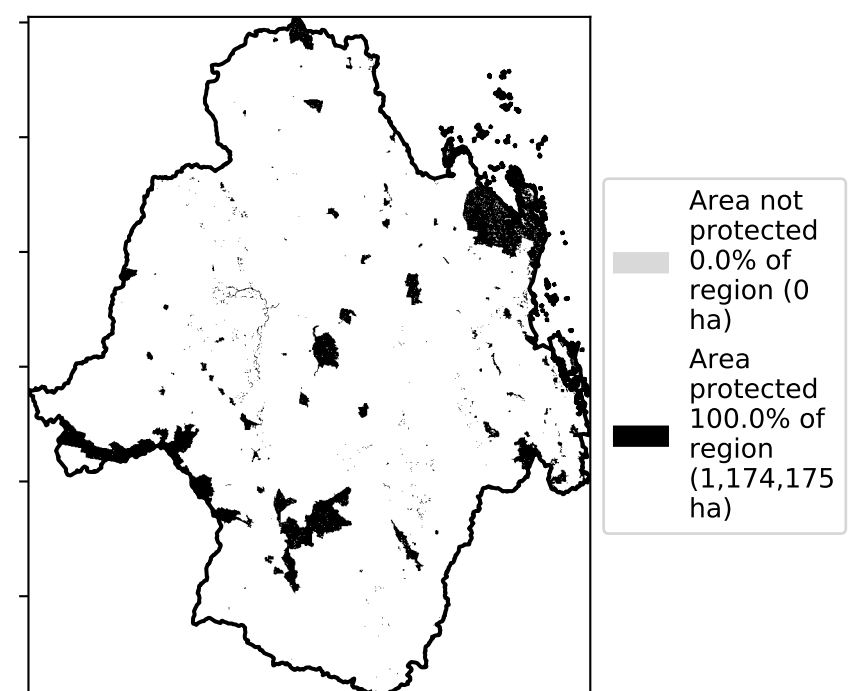 Area not
protected
0.0% of
region (0
ha)
Area
protected
100.0% of
region
(1,174,175
ha)